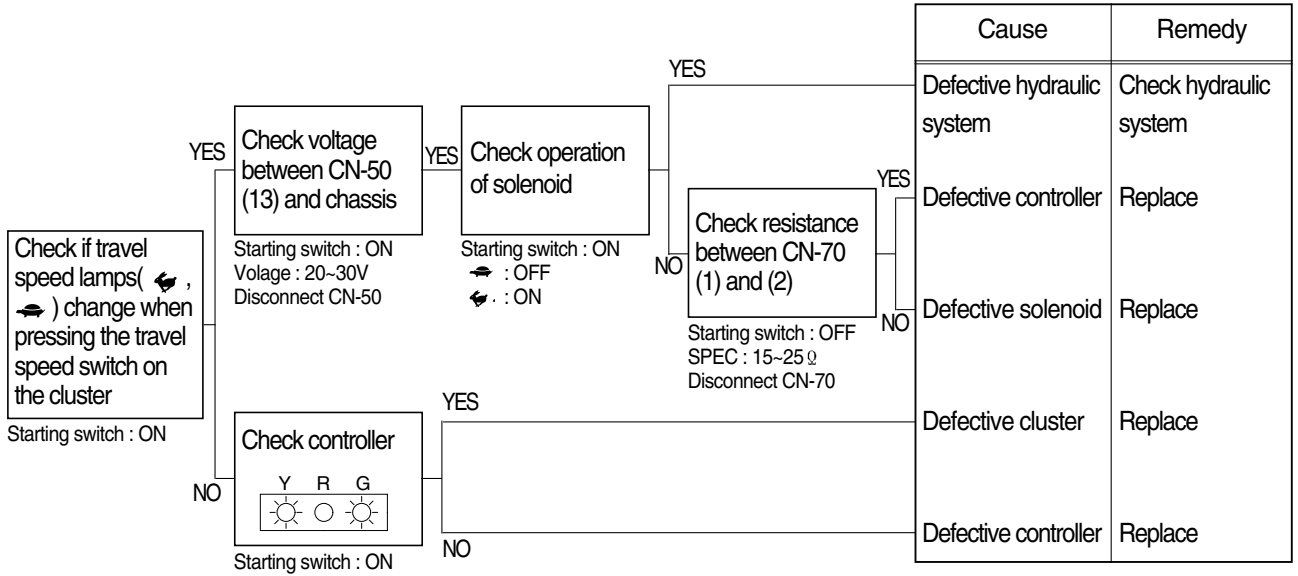 Cause
Remedy
YES
Defective hydraulic
system
Check hydraulic
system
YES
Check voltage
between CN-50
(13) and chassis
Starting switch : ON
Volage : 20~30V
Disconnect CN-50
YES
Check operation
of solenoid
Starting switch : ON
: OFF
: ON
YES
Defective controller
Replace
Check if travel
speed lamps( ,
) change when
pressing the travel
speed switch on
the cluster
Starting switch : ON
NO
Check resistance
between CN-70
(1) and (2)
Starting switch : OFF
SPEC : 15~25 Ω
Disconnect CN-70
NO
Defective solenoid
Replace
YES
Defective cluster
Replace
NO
Check controller
Y R G
Starting switch : ON
NO
Defective controller
Replace